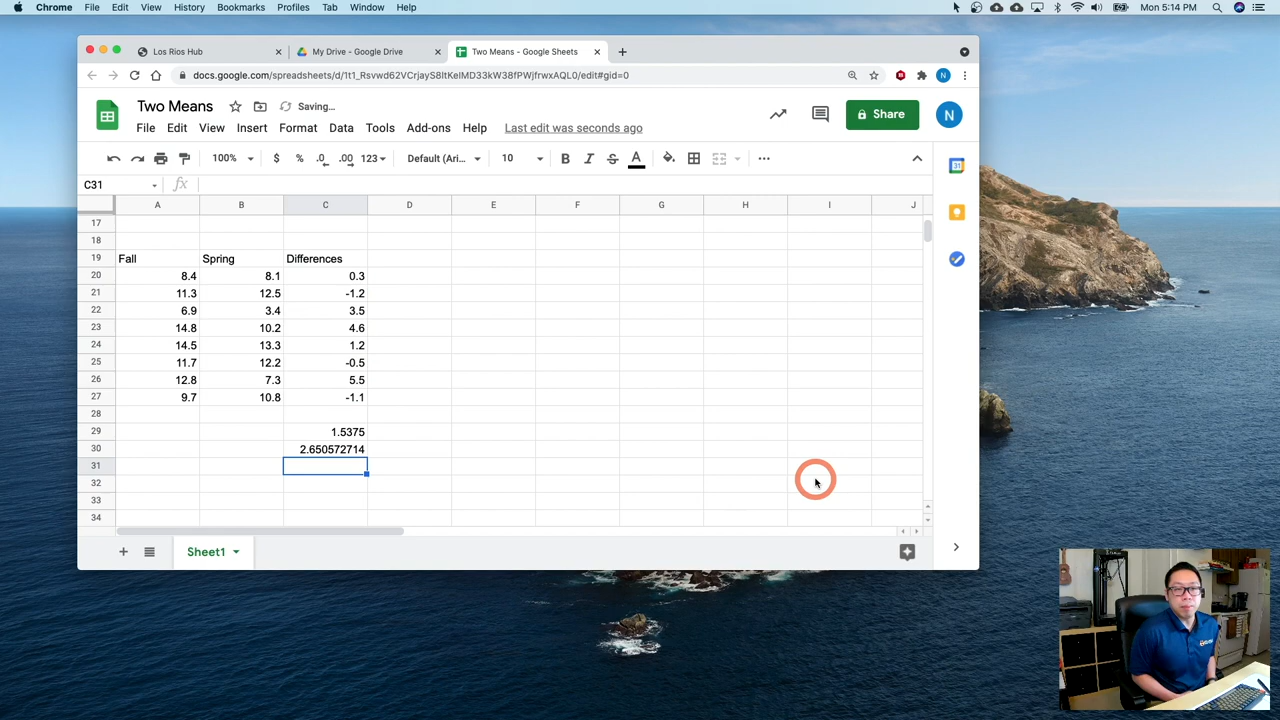 Chrome File Edit View History Bookmarks Profiles Tab Window Help Mon 5:14 PM
Los Rios Hub My Drive - Google Drive Two Means - Google Sheets
docs.google.com/spreadsheets/d/1t1_Rsvwd62VCrjayS8ltKelMD33kW38fPWjfrwxAQL0/edit#gid=0
Two Means Saving…
Share
N
File Edit View Insert Format Data Tools Add-ons Help Last edit was seconds ago
100% $ % .0 .00 123 Default (Ari... 10 B I S A
C31 fx
A B C D E F G H I J
17
18
19 Fall Spring Differences
20 8.4 8.1 0.3
21 11.3 12.5 -1.2
22 6.9 3.4 3.5
23 14.8 10.2 4.6
24 14.5 13.3 1.2
25 11.7 12.2 -0.5
26 12.8 7.3 5.5
27 9.7 10.8 -1.1
28
29 1.5375
30 2.650572714
31
32
33
34
Sheet1
31